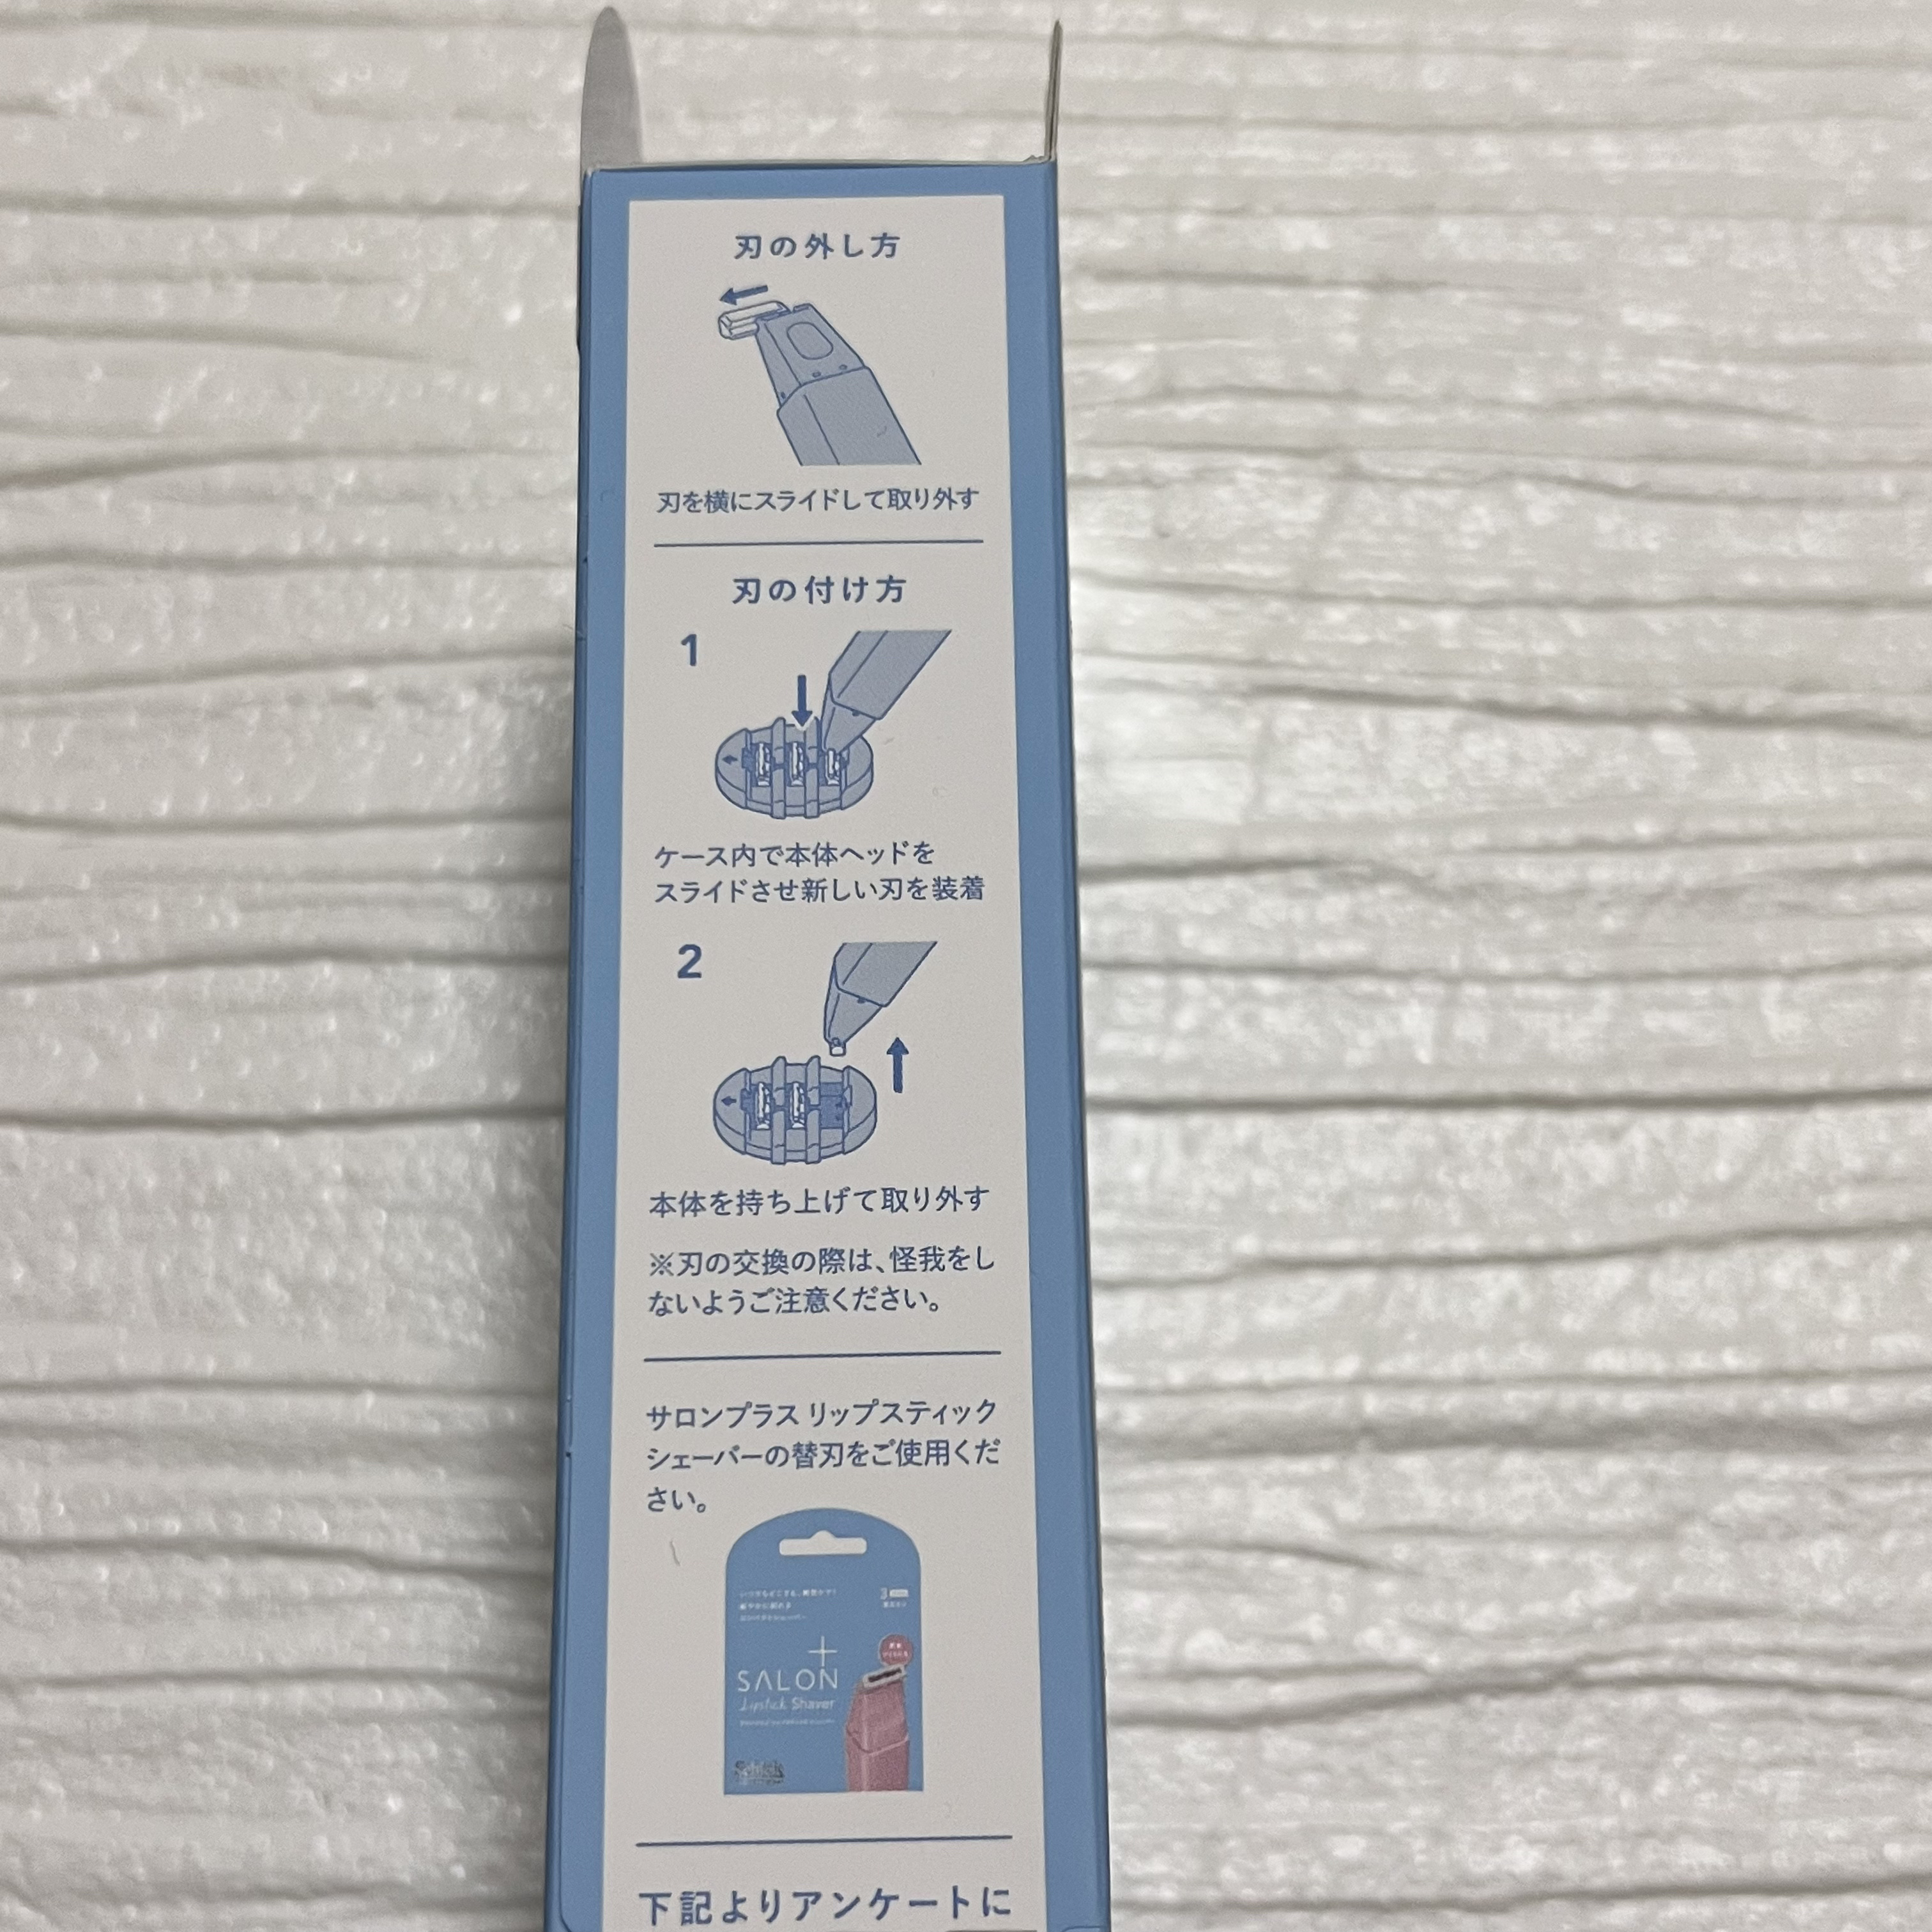 刃の外し方
刃を横にスライドして取り外す
刃の付け方
1
ケース内で本体ヘッドを
スライドさせ新しい刃を装着
2
本体を持ち上げて取り外す
※刃の交換の際は、怪我をし
ないようご注意ください。
サロンプラス リップスティック
シェーバーの替刃をご使用くだ
さい。
3
SALON
Lipstick Shaver
Schick
下記よりアンケートに